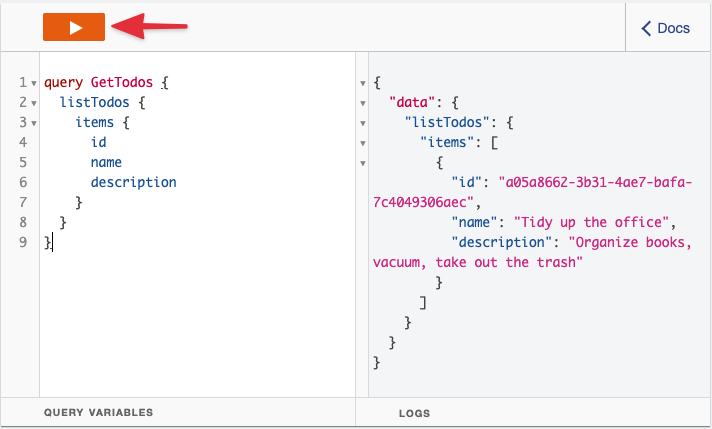 Docs
1 query GetTodos {
2 listTodos {
3 items {
4 id
5 name
6 description
7 }
8 }
9 }
{
"data": {
"listTodos": {
"items": [
{
"id": "a05a8662-3b31-4ae7-bafa-
7c4049306aec",
"name": "Tidy up the office",
"description": "Organize books,
vacuum, take out the trash"
}
]
}
}
}
QUERY VARIABLES
LOGS